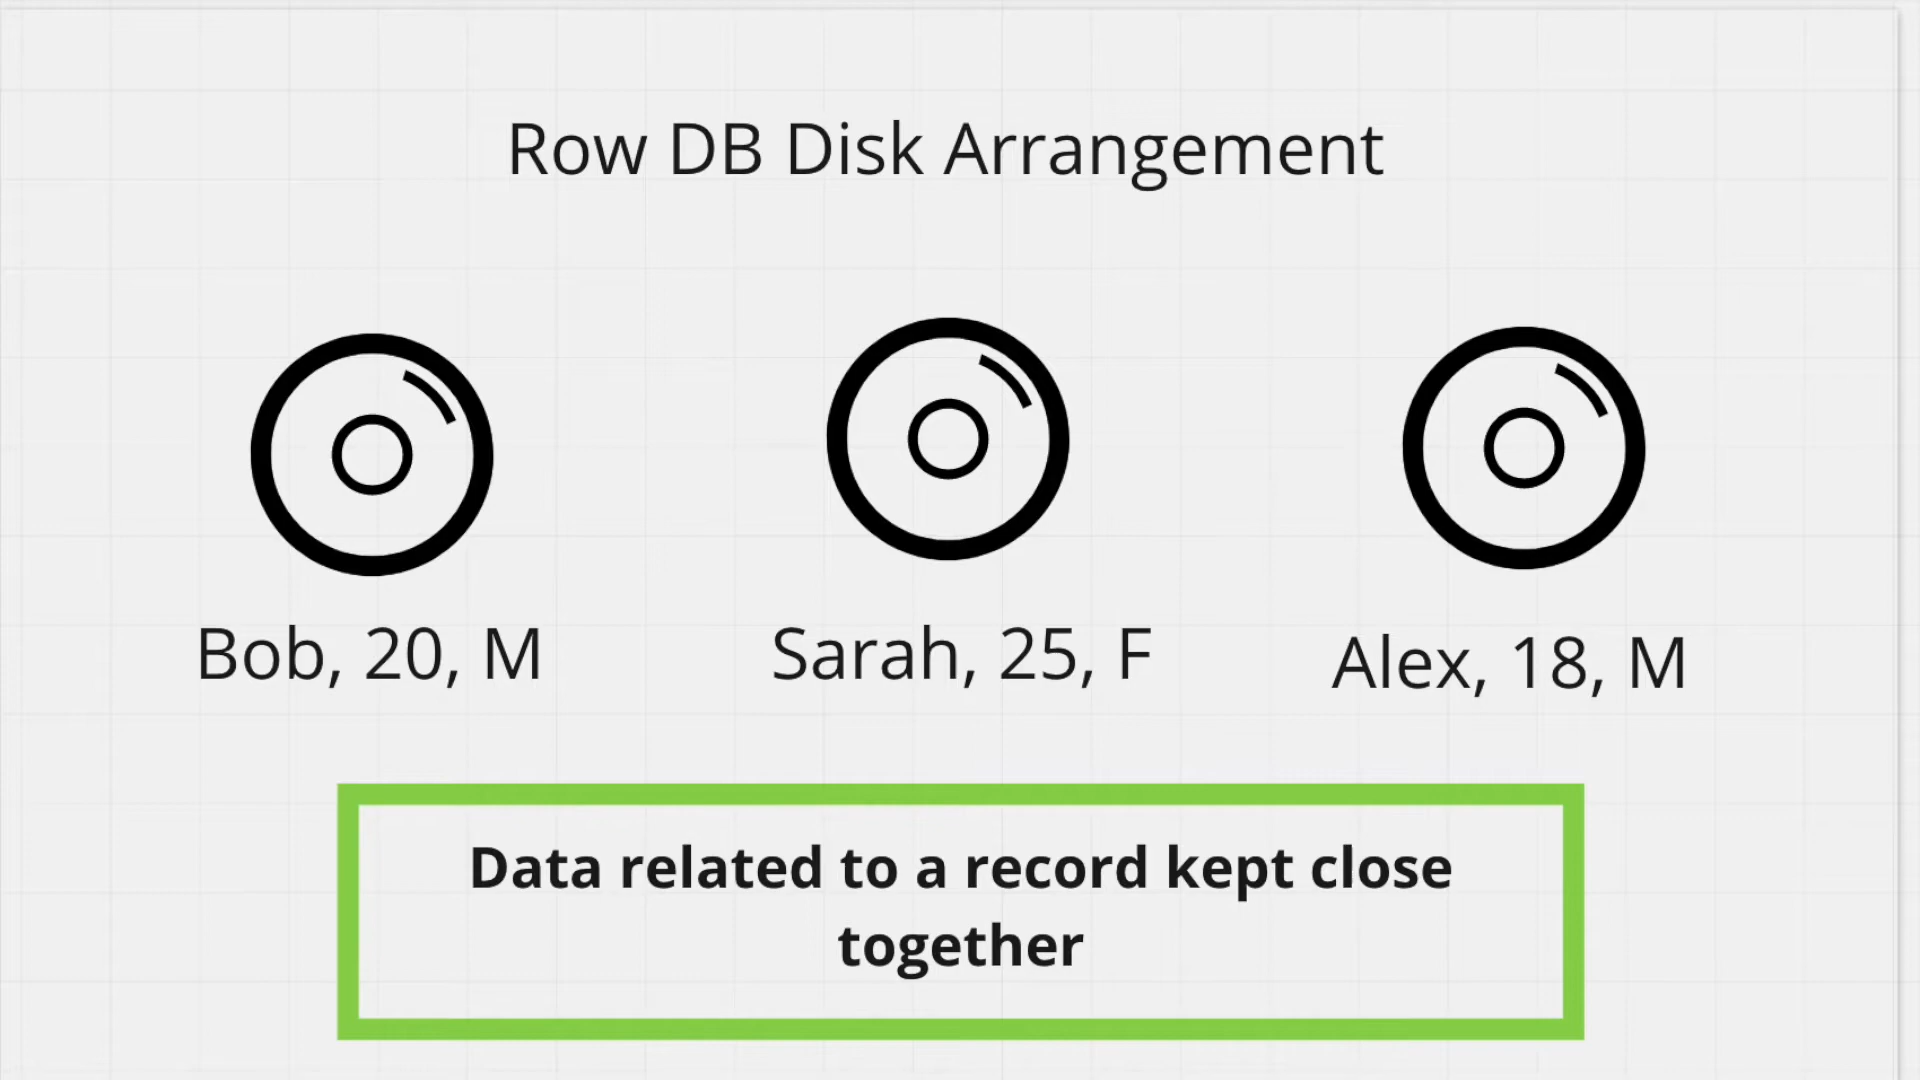 Row DB Disk Arrangement
Bob, 20, M
Sarah, 25, F
Alex, 18, M
Data related to a record kept close
together